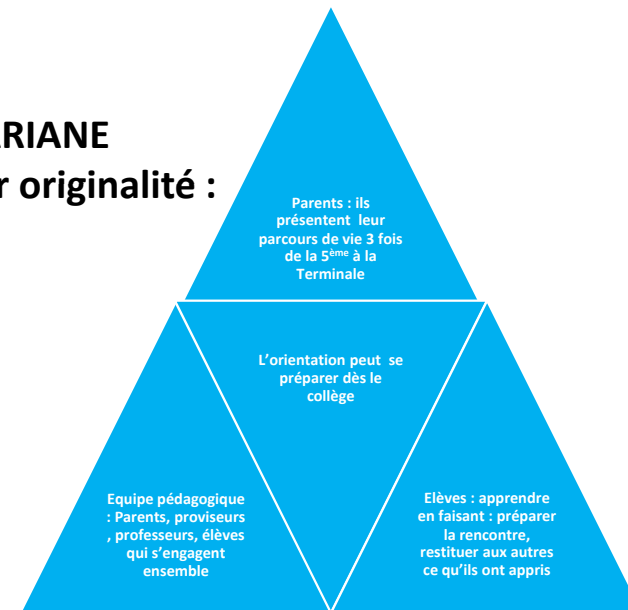 RIANE
r originalité :
Parents : ils
présentent leur
parcours de vie 3 fois
de la 5ème à la
Terminale
L’orientation peut se
préparer dès le
collège
Equipe pédagogique
: Parents, proviseurs
, professeurs, élèves
qui s’engagent
ensemble
Elèves : apprendre
en faisant : préparer
la rencontre,
restituer aux autres
ce qu’ils ont appris